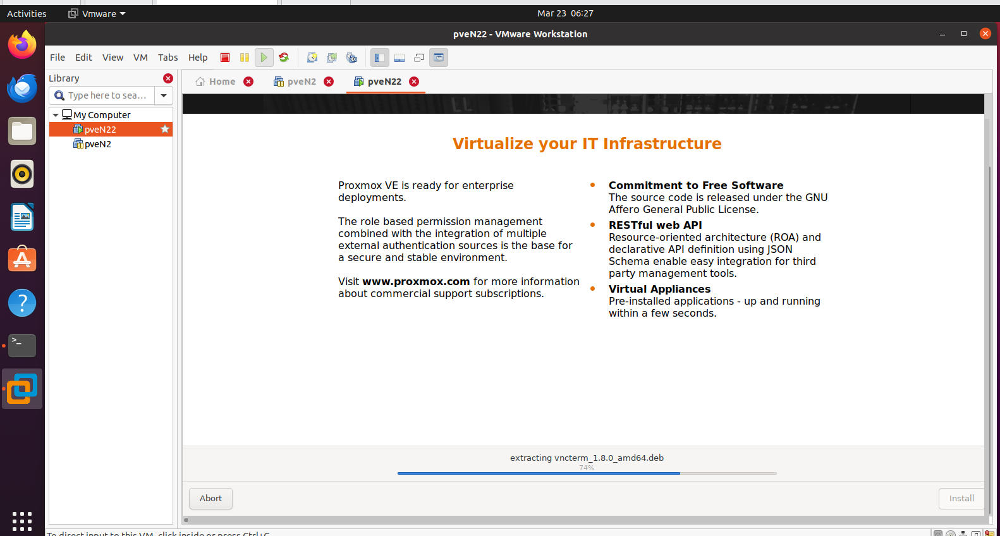 Activities
Vmware
Mar 23 06:27
pveN22 - VMware Workstation
File Edit View VM Tabs Help
Library
Type here to sea...
My Computer
pveN22
pveN2
Home
pveN2
pveN22
Virtualize your IT Infrastructure
Proxmox VE is ready for enterprise
deployments.
The role based permission management
combined with the integration of multiple
external authentication sources is the base for
a secure and stable environment.
Visit www.proxmox.com for more information
about commercial support subscriptions.
Commitment to Free Software
The source code is released under the GNU
Affero General Public License.
RESTful web API
Resource-oriented architecture (ROA) and
declarative API definition using JSON
Schema enable easy integration for third
party management tools.
Virtual Appliances
Pre-installed applications - up and running
within a few seconds.
extracting vncterm_1.8.0_amd64.deb
74%
Abort
Install
To direct input to this VM, click inside or press Ctrl+G.